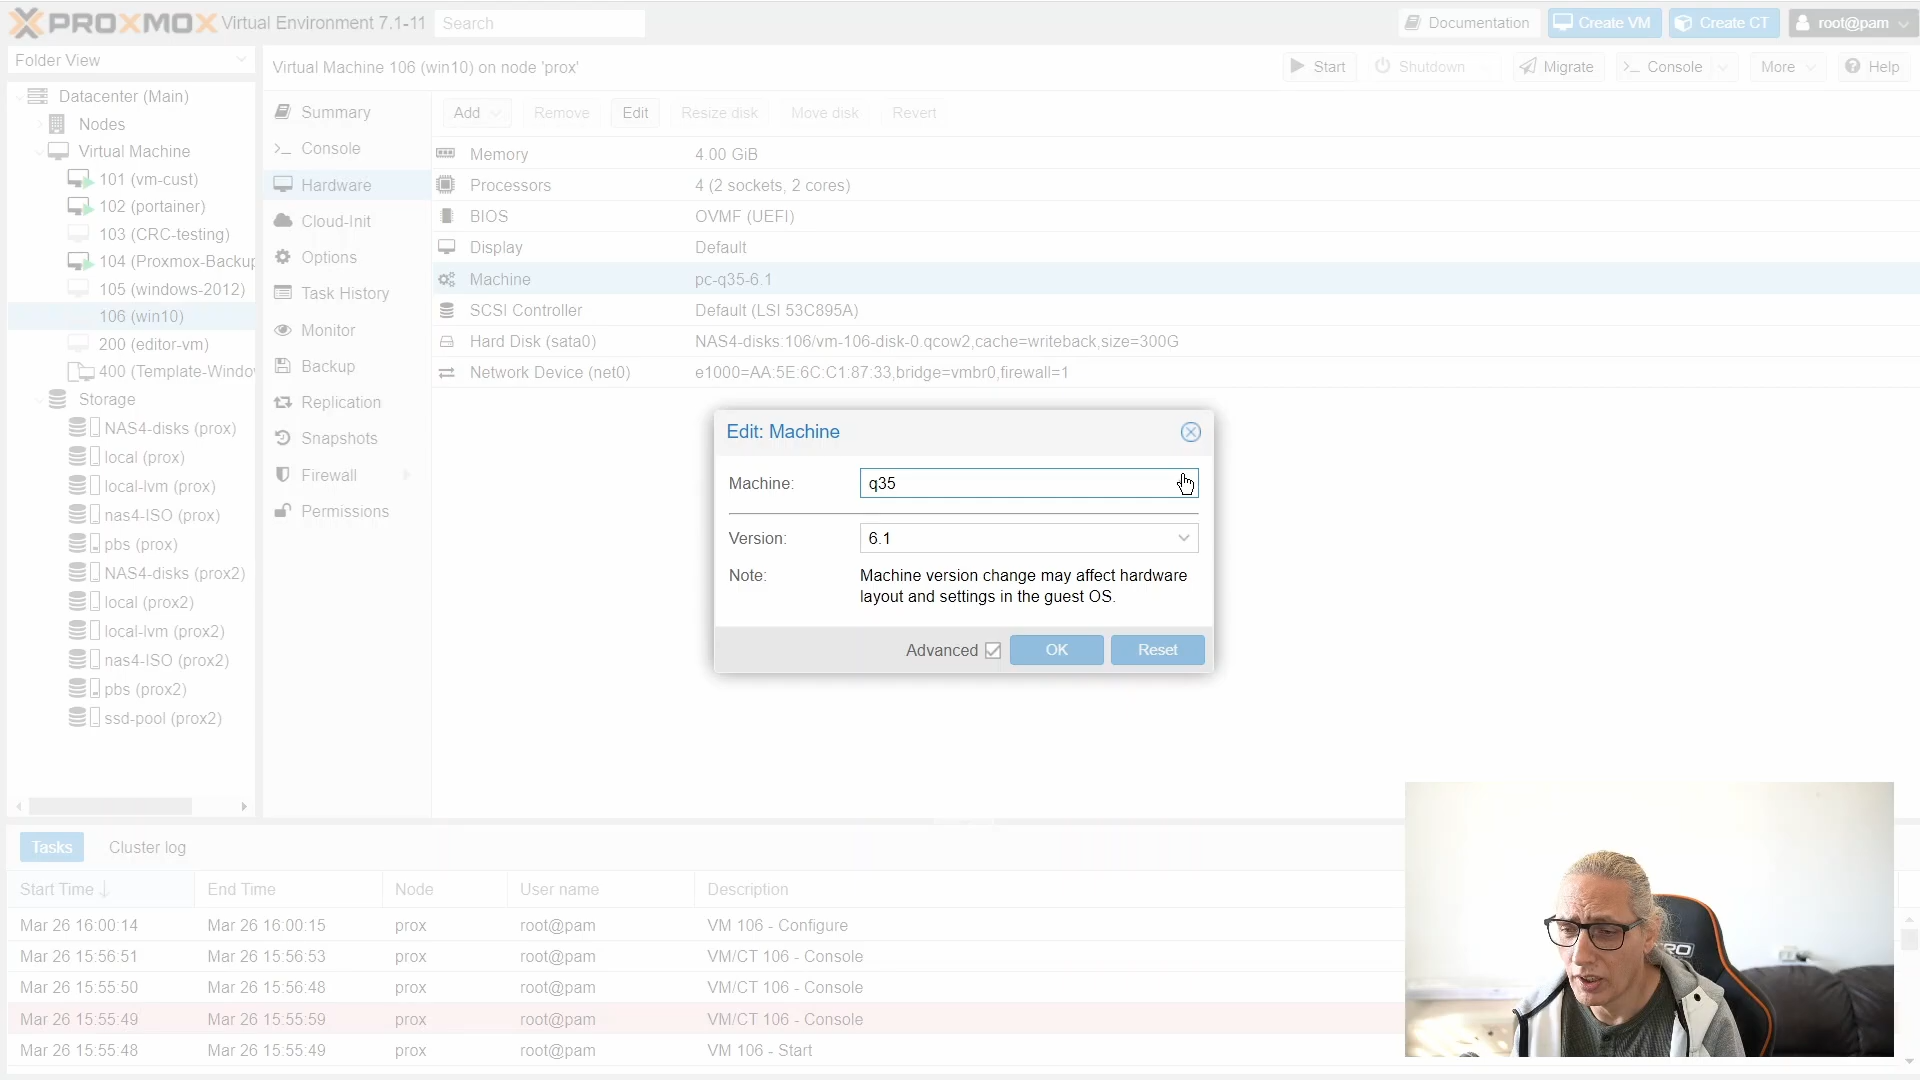 PROXMOX Virtual Environment 7.1-11 Search Documentation Create VM Create CT root@pam
Folder View
Virtual Machine 106 (win10) on node 'prox' Start Shutdown Migrate Console More Help
Datacenter (Main)
Nodes
Virtual Machine
101 (vm-cust)
102 (portainer)
103 (CRC-testing)
104 (Proxmox-Backup
105 (windows-2012)
106 (win10)
200 (editor-vm)
400 (Template-Window
Storage
NAS4-disks (prox)
local (prox)
local-lvm (prox)
nas4-ISO (prox)
pbs (prox)
NAS4-disks (prox2)
local (prox2)
local-lvm (prox2)
nas4-ISO (prox2)
pbs (prox2)
ssd-pool (prox2)
Summary
Console
Hardware
Cloud-Init
Options
Task History
Monitor
Backup
Replication
Snapshots
Firewall
Permissions
Add Remove Edit Resize disk Move disk Revert
Memory 4.00 GiB
Processors 4 (2 sockets, 2 cores)
BIOS OVMF (UEFI)
Display Default
Machine pc-q35-6.1
SCSI Controller Default (LSI 53C895A)
Hard Disk (sata0) NAS4-disks:106/vm-106-disk-0.qcow2,cache=writeback,size=300G
Network Device (net0) e1000=AA:5E:6C:C1:87:33,bridge=vmbr0,firewall=1
Edit: Machine
Machine: q35
Version: 6.1
Note: Machine version change may affect hardware
layout and settings in the guest OS.
Advanced OK Reset
Tasks Cluster log
Start Time End Time Node User name Description
Mar 26 16:00:14 Mar 26 16:00:15 prox root@pam VM 106 - Configure
Mar 26 15:56:51 Mar 26 15:56:53 prox root@pam VM/CT 106 - Console
Mar 26 15:55:50 Mar 26 15:56:48 prox root@pam VM/CT 106 - Console
Mar 26 15:55:49 Mar 26 15:55:59 prox root@pam VM/CT 106 - Console
Mar 26 15:55:48 Mar 26 15:55:49 prox root@pam VM 106 - Start